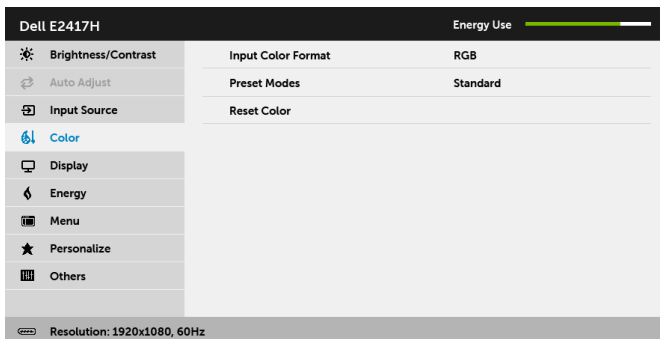 Dell E2417H Energy Use
Brightness/Contrast Input Color Format RGB
Auto Adjust Preset Modes Standard
Input Source Reset Color
Color
Display
Energy
Menu
Personalize
Others
Resolution: 1920x1080, 60Hz